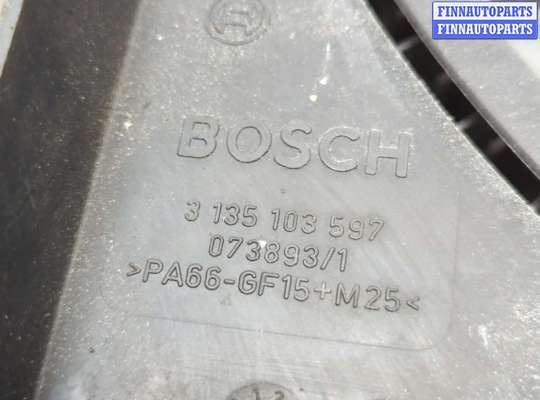 FINNAUTOPARTS
FINNAUTOPARTS
BOSCH
3 135 103 597
073893/1
>PA66-GF15+M25<